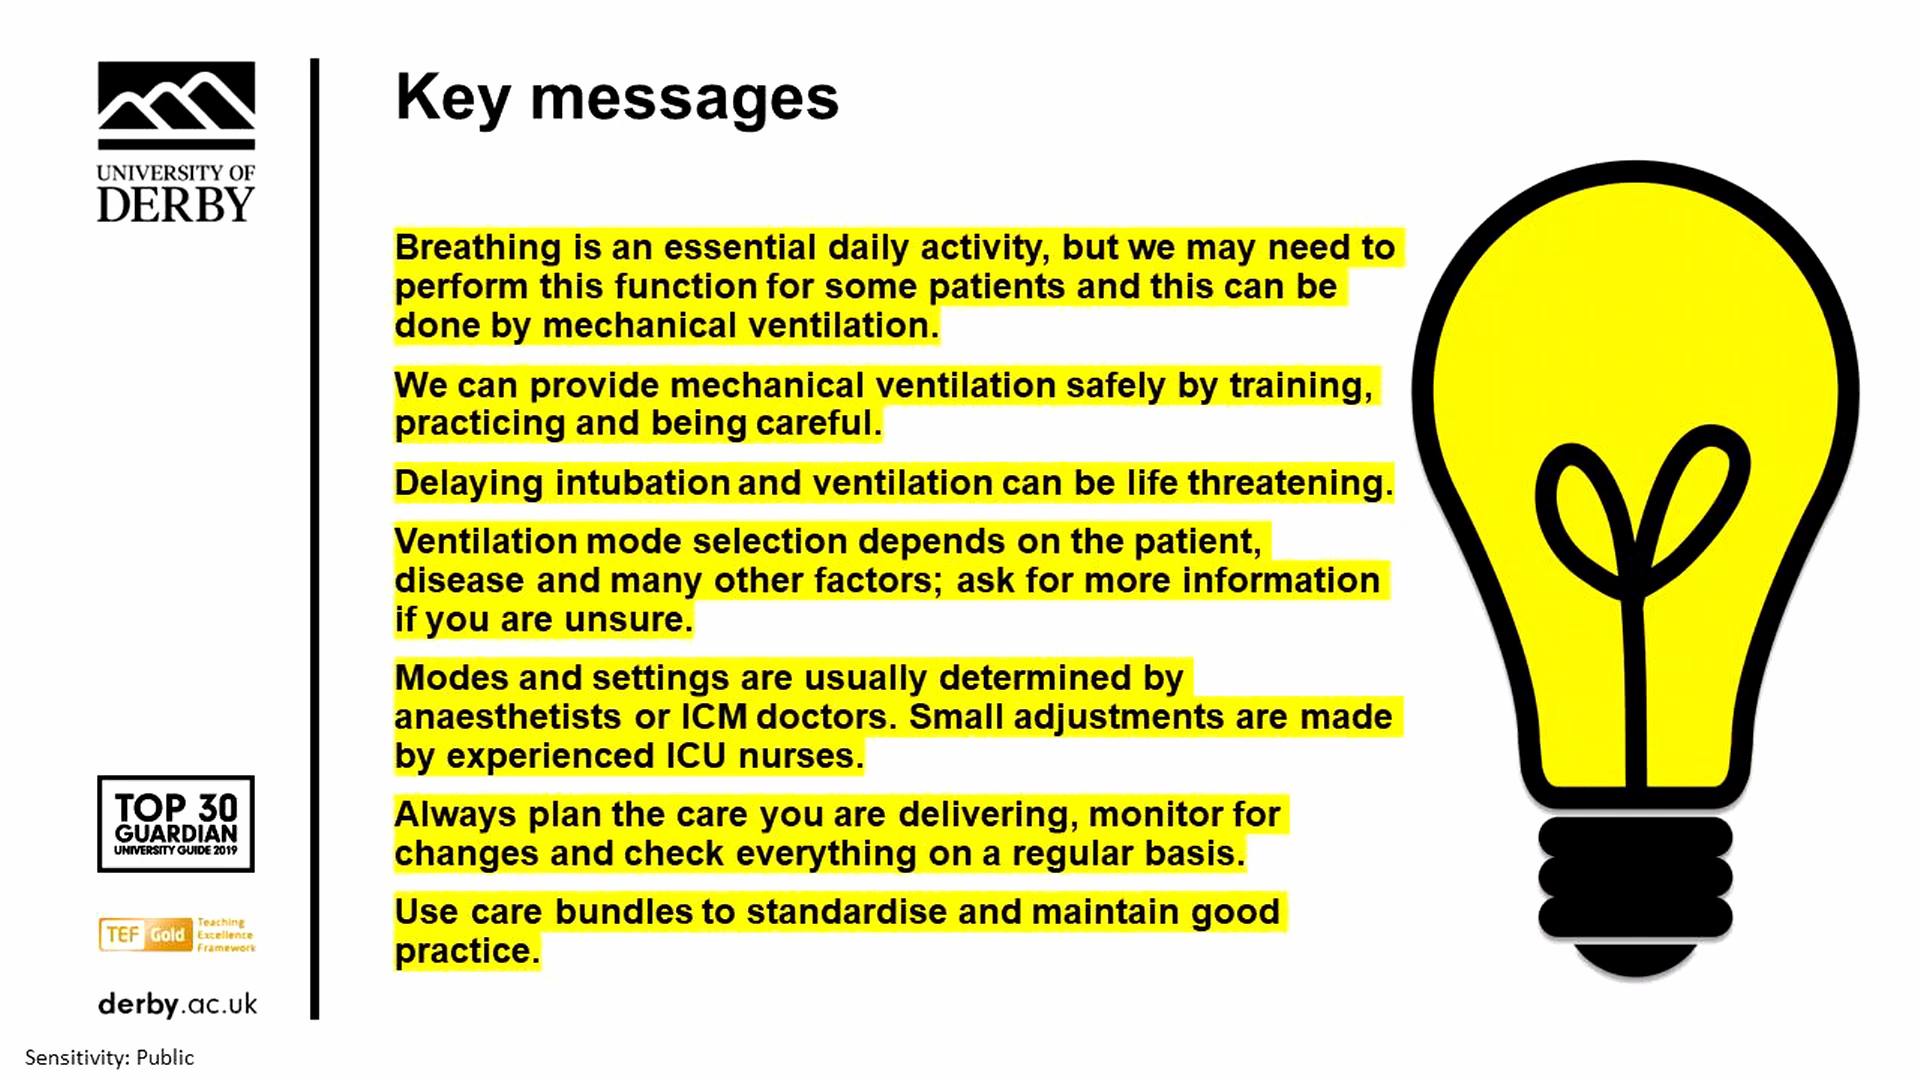 UNIVERSITY OF
DERBY
Key messages
Breathing is an essential daily activity, but we may need to
perform this function for some patients and this can be
done by mechanical ventilation.
We can provide mechanical ventilation safely by training,
practicing and being careful.
Delaying intubation and ventilation can be life threatening.
Ventilation mode selection depends on the patient,
disease and many other factors; ask for more information
if you are unsure.
Modes and settings are usually determined by
anaesthetists or ICM doctors. Small adjustments are made
by experienced ICU nurses.
Always plan the care you are delivering, monitor for
changes and check everything on a regular basis.
Use care bundles to standardise and maintain good
practice.
TOP 30
GUARDIAN
UNIVERSITY GUIDE 2019
TEF Gold
Teaching
Excellence
Framework
derby.ac.uk
Sensitivity: Public